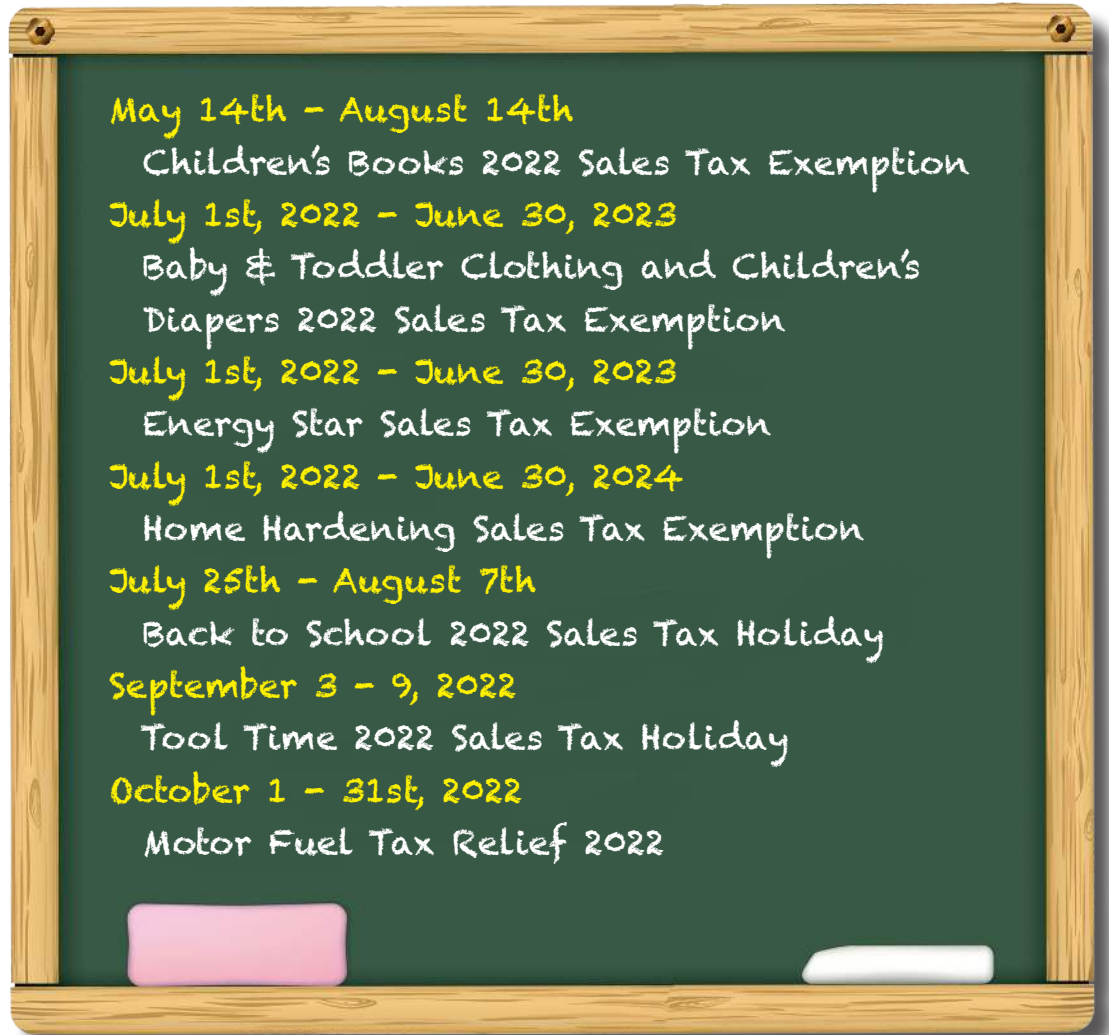 May 14th - August 14th
Children's Books 2022 Sales Tax Exemption
July 1st, 2022 - June 30, 2023
Baby & Toddler Clothing and Children's
Diapers 2022 Sales Tax Exemption
July 1st, 2022 - June 30, 2023
Energy Star Sales Tax Exemption
July 1st, 2022 - June 30, 2024
Home Hardening Sales Tax Exemption
July 25th - August 7th
Back to School 2022 Sales Tax Holiday
September 3 - 9, 2022
Tool Time 2022 Sales Tax Holiday
October 1 - 31st, 2022
Motor Fuel Tax Relief 2022